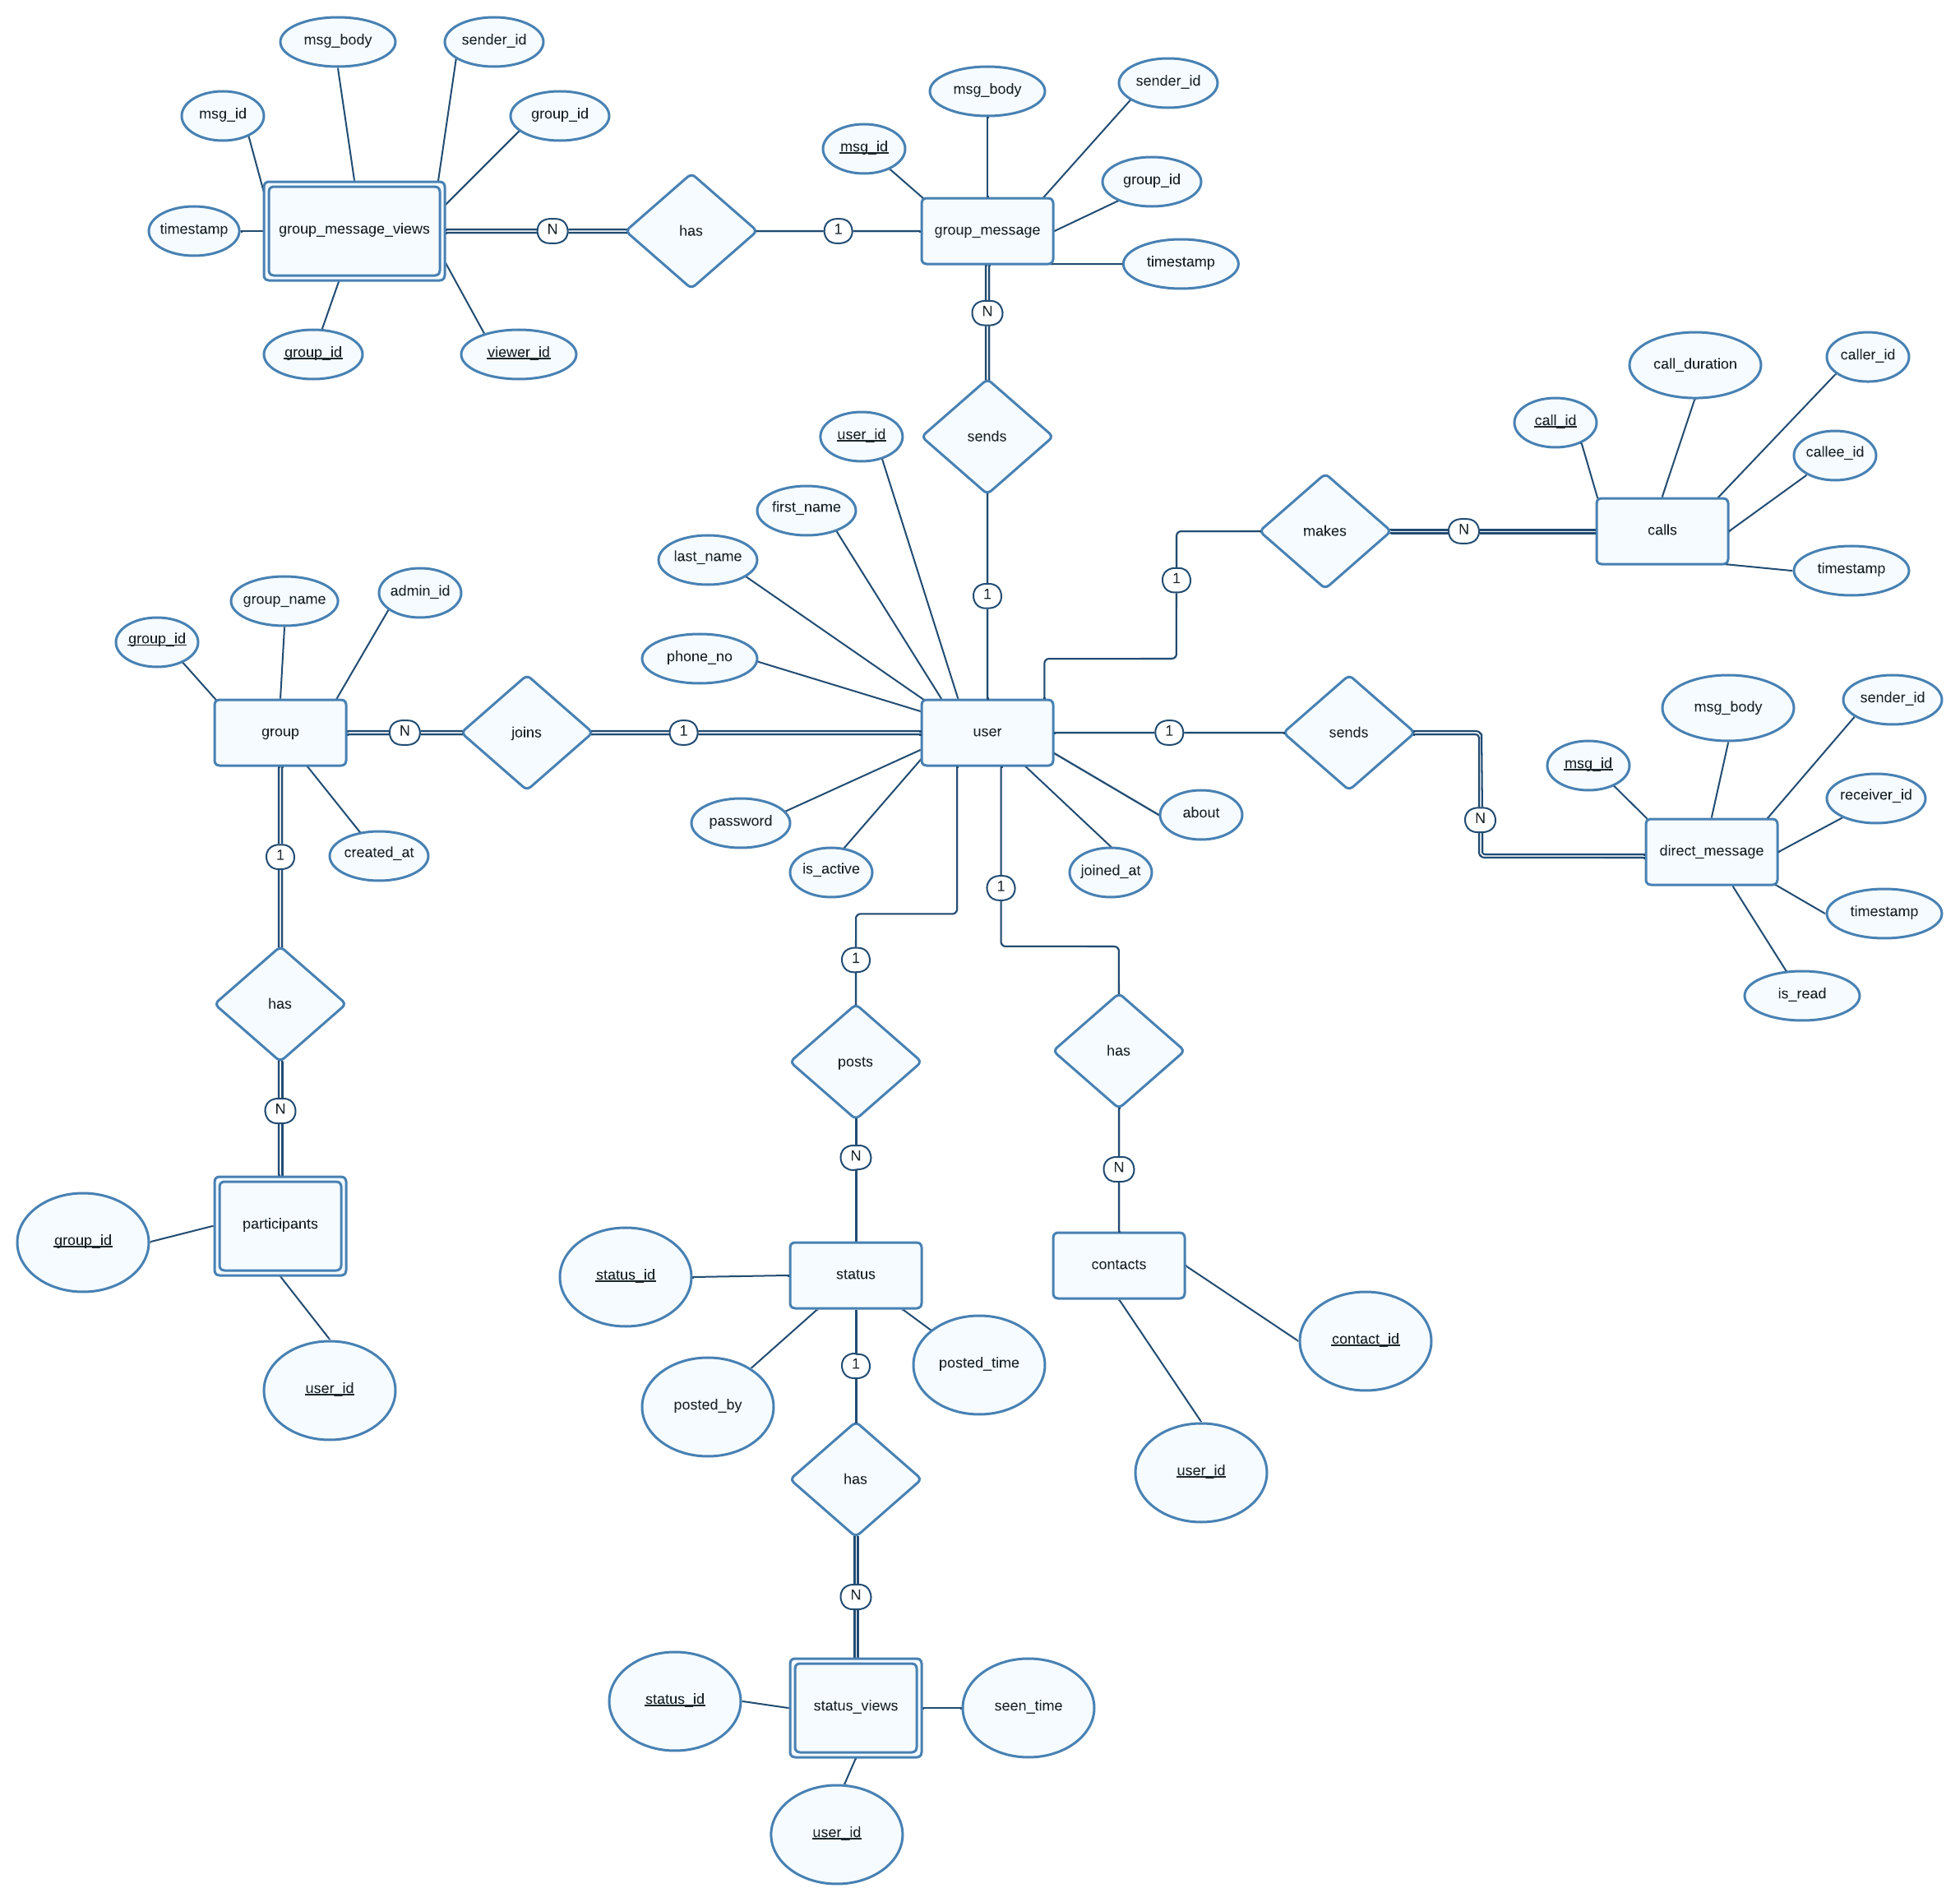 msg_body
sender_id
msg_id
group_id
timestamp
group_message_views
group_id
viewer_id
N
has
1
msg_body
sender_id
msg_id
group_id
group_message
timestamp
N
sends
1
call_duration
caller_id
call_id
callee_id
calls
timestamp
makes
N
1
user_id
first_name
last_name
phone_no
user
password
is_active
joined_at
about
group_name
admin_id
group_id
group
created_at
N
joins
1
1
sends
N
msg_body
sender_id
msg_id
receiver_id
direct_message
timestamp
is_read
1
has
N
participants
group_id
user_id
1
posts
N
status
status_id
posted_by
posted_time
1
has
N
contacts
contact_id
user_id
1
has
N
status_views
status_id
seen_time
user_id